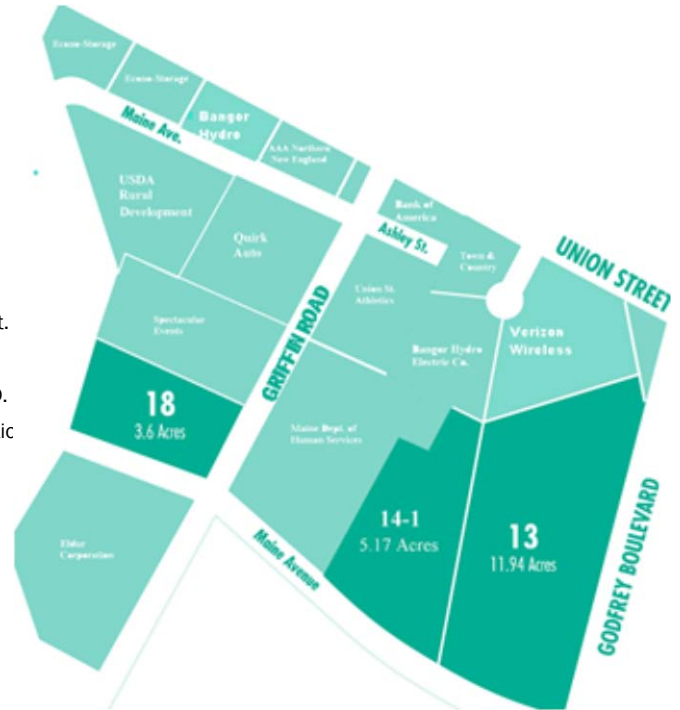 Erane-Storage
Erane-Storage
Maine Ave.
Bangor
Hydro
AAA Northern
New England
USDA
Rural
Development
Quirk
Auto
Bank of
America
Ashley St.
Town &
Country
UNION STREET
Union St.
Athletics
Spectacular
Events
GRIFFIN ROAD
Bangor Hydro
Electric Co.
Verizon
Wireless
18
3.6 Acres
Maine Dept. of
Human Services
14-1
5.17 Acres
13
11.94 Acres
Eldur
Corporation
Maine Avenue
GODFREY BOULEVARD
t.